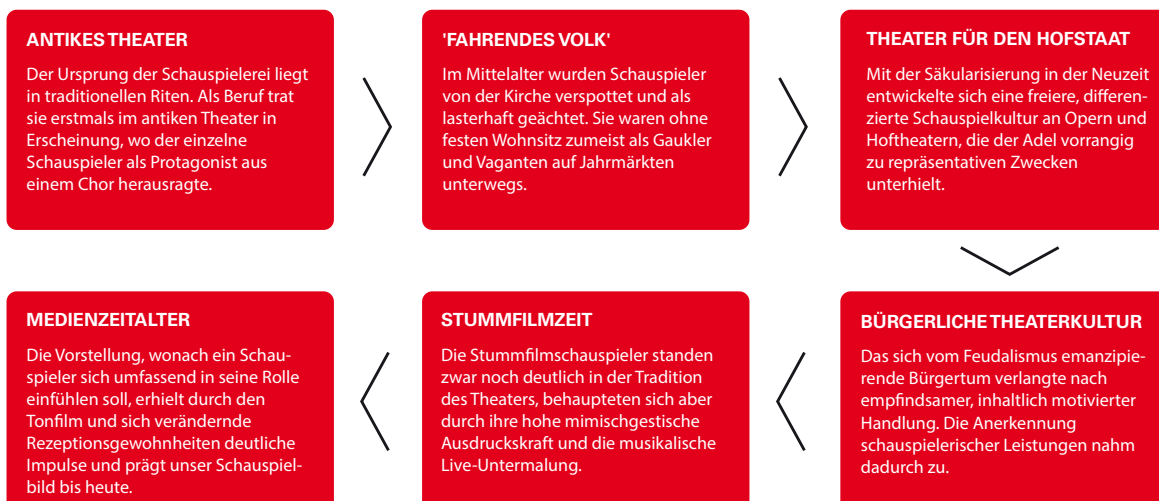 ANTIKES THEATER
Der Ursprung der Schauspielerei liegt
in traditionellen Riten. Als Beruf trat
sie erstmals im antiken Theater in
Erscheinung, wo der einzelne
Schauspieler als Protagonist aus
einem Chor herausragte.
'FAHRENDES VOLK'
Im Mittelalter wurden Schauspieler
von der Kirche verspottet und als
lasterhaft geächtet. Sie waren ohne
festen Wohnsitz zumeist als Gaukler
und Vaganten auf Jahrmärkten
unterwegs.
THEATER FÜR DEN HOFSTAAT
Mit der Säkularisierung in der Neuzeit
entwickelte sich eine freiere, differen-
zierte Schauspielkultur an Opern und
Hoftheatern, die der Adel vorrangig
zu repräsentativen Zwecken
unterhielt.
BÜRGERLICHE THEATERKULTUR
Das sich vom Feudalismus emanzipie-
rende Bürgertum verlangte nach
empfindsamer, inhaltlich motivierter
Handlung. Die Anerkennung
schauspielerischer Leistungen nahm
dadurch zu.
STUMMFILMZEIT
Die Stummfilmschauspieler standen
zwar noch deutlich in der Tradition
des Theaters, behaupteten sich aber
durch ihre hohe mimischgestische
Ausdruckskraft und die musikalische
Live-Untermalung.
MEDIENZEITALTER
Die Vorstellung, wonach ein Schau-
spieler sich umfassend in seine Rolle
einfühlen soll, erhielt durch den
Tonfilm und sich verändernde
Rezeptionsgewohnheiten deutliche
Impulse und prägt unser Schauspiel-
bild bis heute.